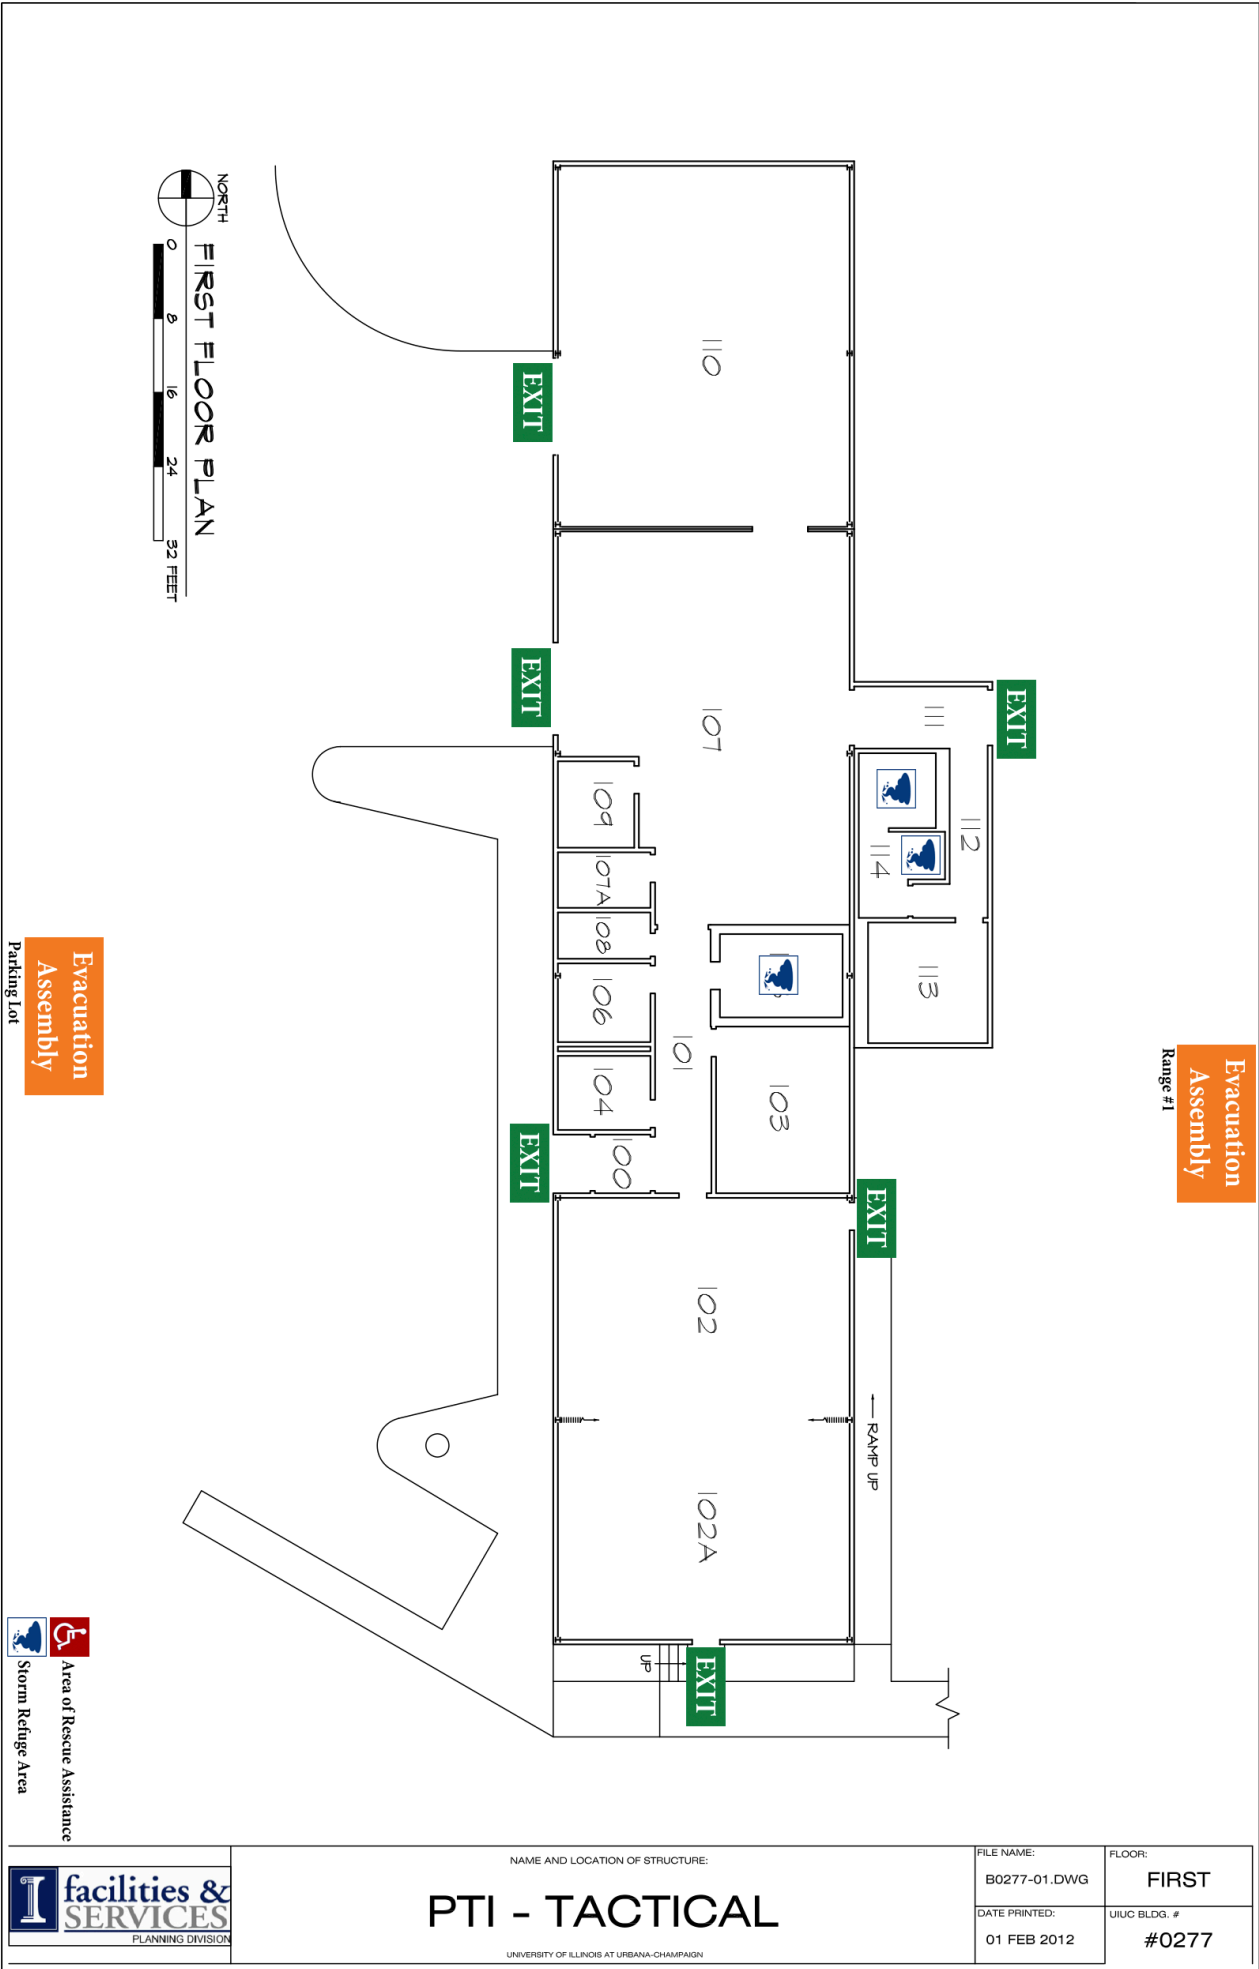 NORTH
FIRST FLOOR PLAN
0 8 16 24 32 FEET
110
EXIT
EXIT
107
111
EXIT
109
112
114
107A
108
113
106
101
104
103
100
EXIT
EXIT
102
RAMP UP
102A
UP
EXIT
Evacuation
Assembly
Parking Lot
Evacuation
Assembly
Range #1
Area of Rescue Assistance
Storm Refuge Area
I facilities &
SERVICES
PLANNING DIVISION
NAME AND LOCATION OF STRUCTURE:
PTI - TACTICAL
UNIVERSITY OF ILLINOIS AT URBANA-CHAMPAIGN
FILE NAME:
B0277-01.DWG
DATE PRINTED:
01 FEB 2012
FLOOR:
FIRST
UIUC BLDG. #
#0277